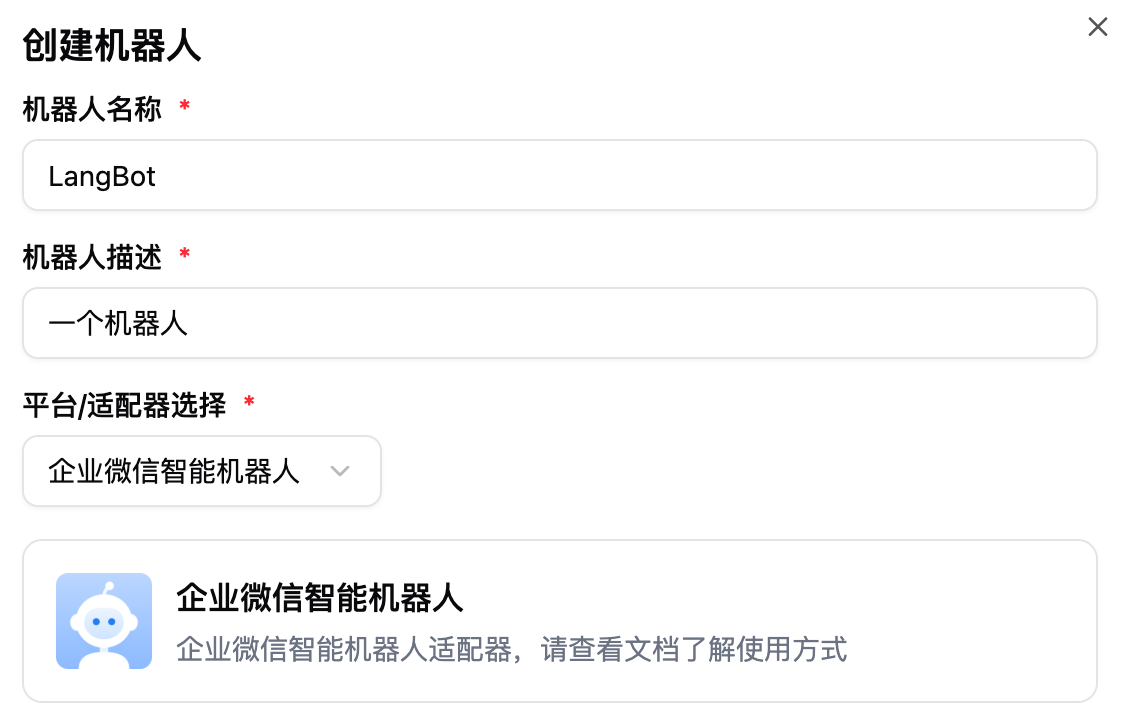 创建机器人
机器人名称 *
LangBot
机器人描述 *
一个机器人
平台/适配器选择 *
企业微信智能机器人
企业微信智能机器人
企业微信智能机器人适配器，请查看文档了解使用方式